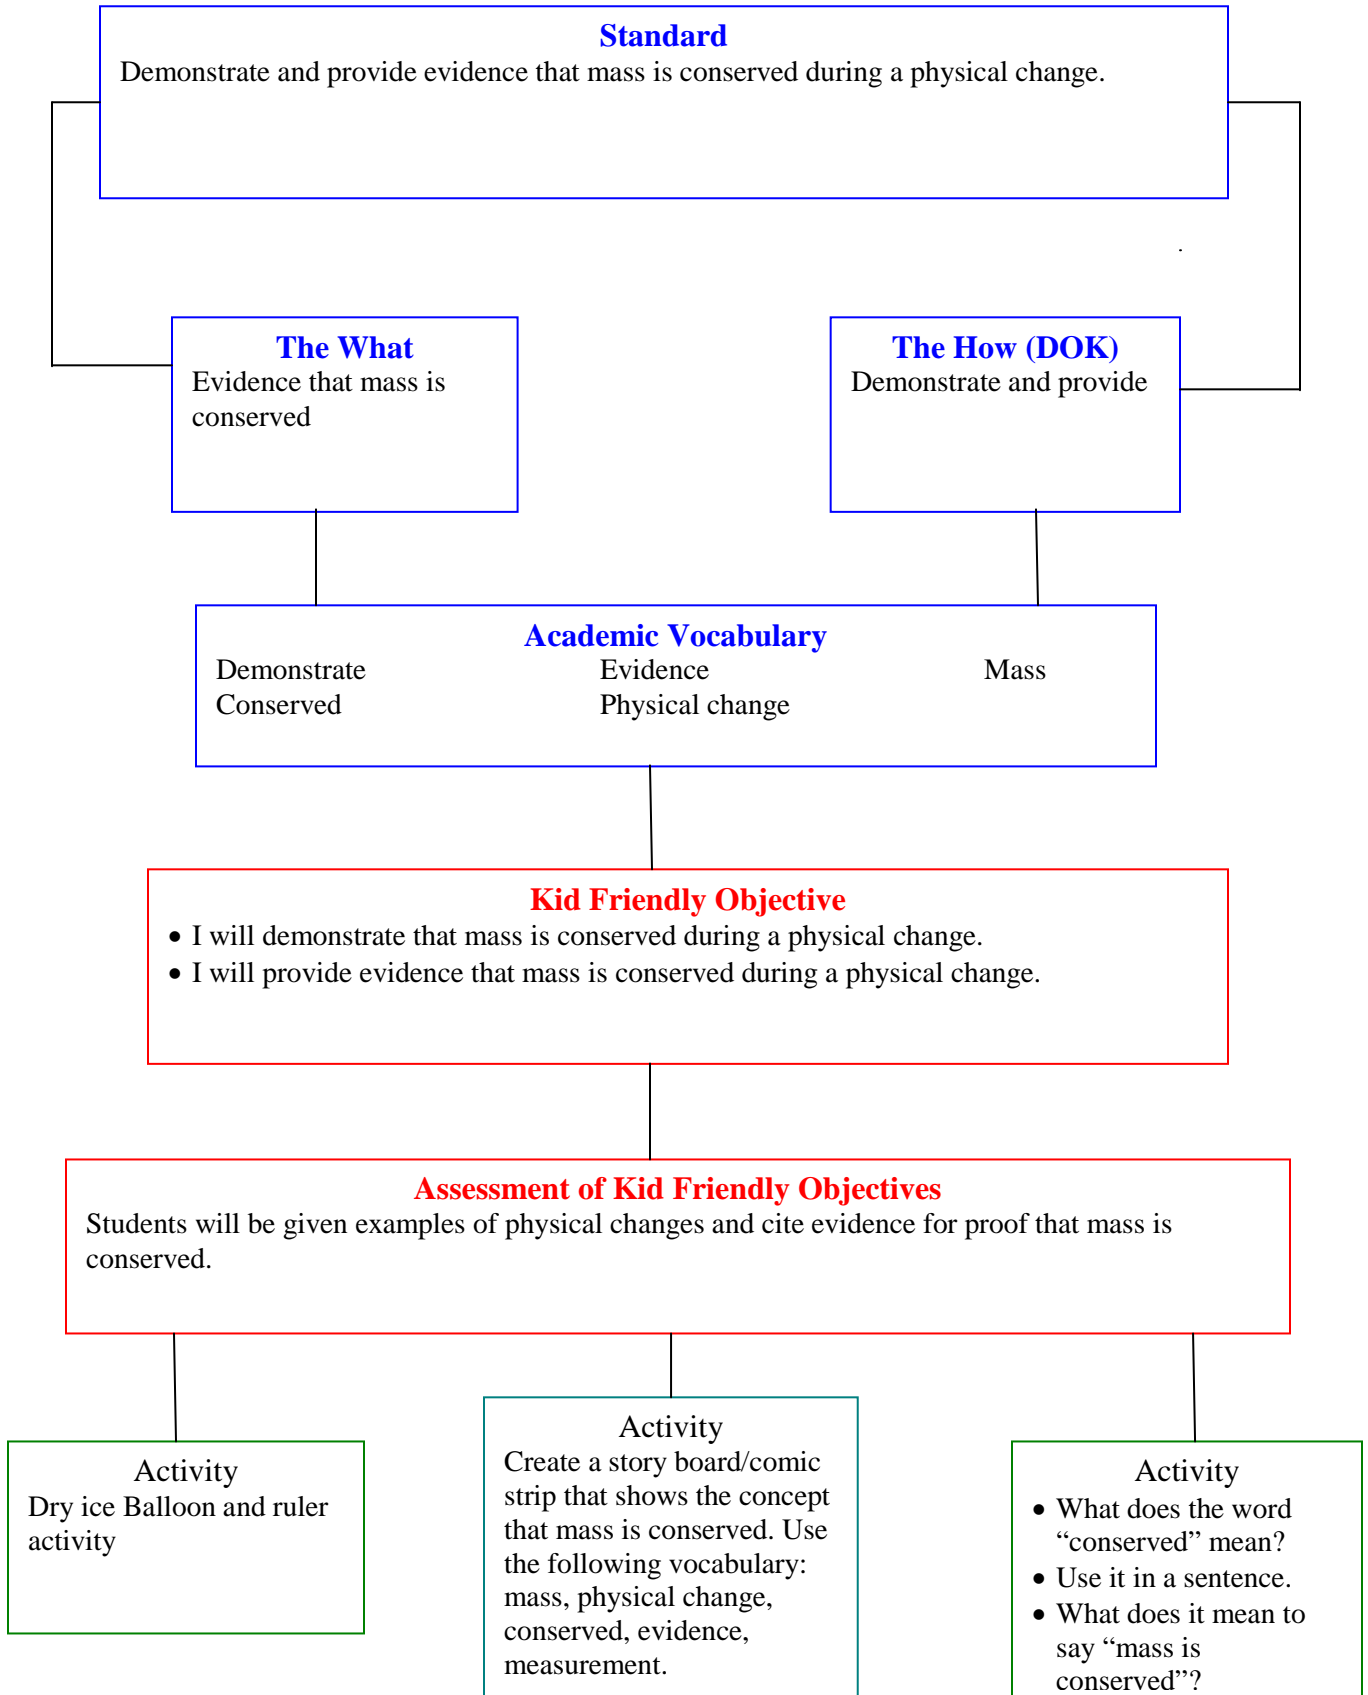 Standard
Demonstrate and provide evidence that mass is conserved during a physical change.
The What
Evidence that mass is
conserved
The How (DOK)
Demonstrate and provide
Academic Vocabulary
Demonstrate Evidence Mass
Conserved Physical change
Kid Friendly Objective
• I will demonstrate that mass is conserved during a physical change.
• I will provide evidence that mass is conserved during a physical change.
Assessment of Kid Friendly Objectives
Students will be given examples of physical changes and cite evidence for proof that mass is
conserved.
Activity
Dry ice Balloon and ruler
activity
Activity
Create a story board/comic
strip that shows the concept
that mass is conserved. Use
the following vocabulary:
mass, physical change,
conserved, evidence,
measurement.
Activity
• What does the word
“conserved” mean?
• Use it in a sentence.
• What does it mean to
say “mass is
conserved”?